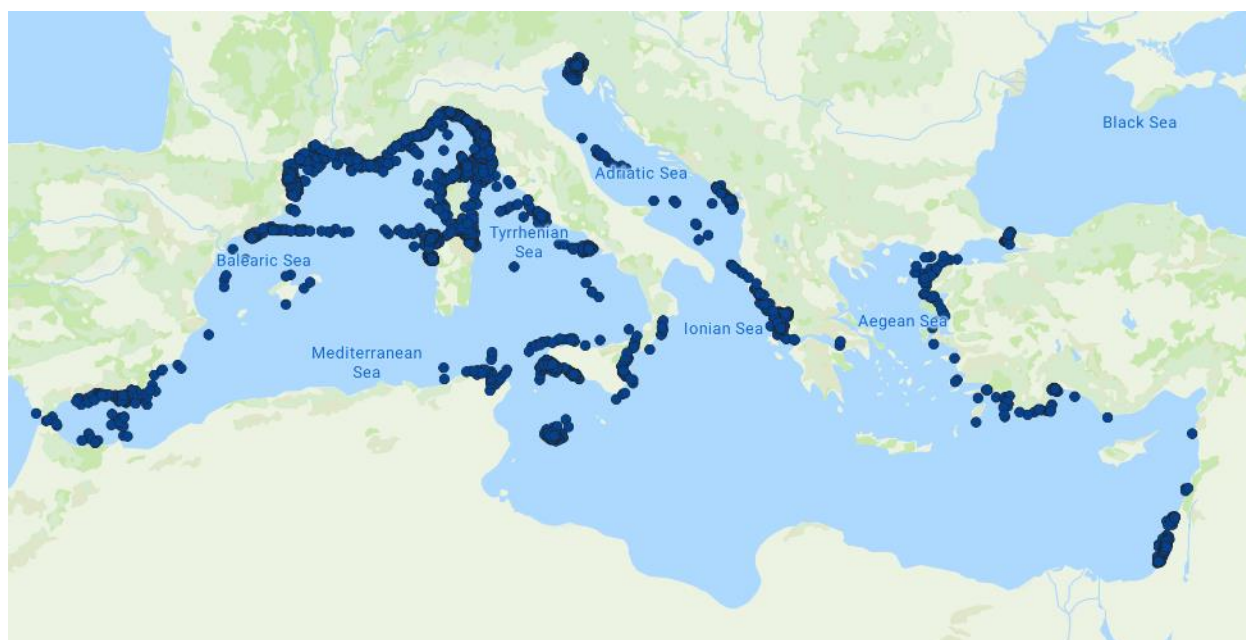 Black Sea
Adriatic Sea
Tyrrhenian
Sea
Balearic Sea
Ionian Sea
Aegean Sea
Mediterranean
Sea